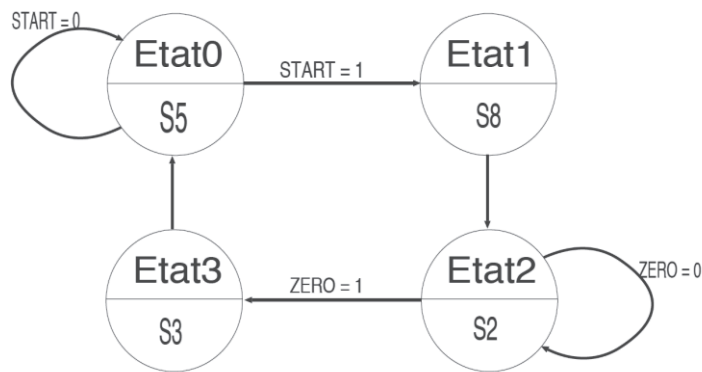 START = 0
Etat0
S5
START = 1
Etat1
S8
Etat3
S3
ZERO = 1
Etat2
S2
ZERO = 0